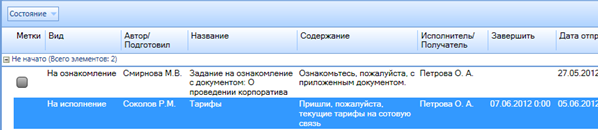 Состояние
Метки Вид Автор/ Подготовил Название Содержание Исполнитель/ Получатель Завершить Дата отпр
Не начато (Всего элементов: 2)
На ознакомление Смирнова М.В. Задание на ознакомление Ознакомьтесь, пожалуйста, с Петрова О. А. 27.05.2012
с документом: О приложенным документом.
проведении корпоратива
На исполнение Соколов Р.М. Тарифы Пришли, пожалуйста, Петрова О. А. 07.06.2012 0:00 05.06.2012
текущие тарифы на сотовую
связь